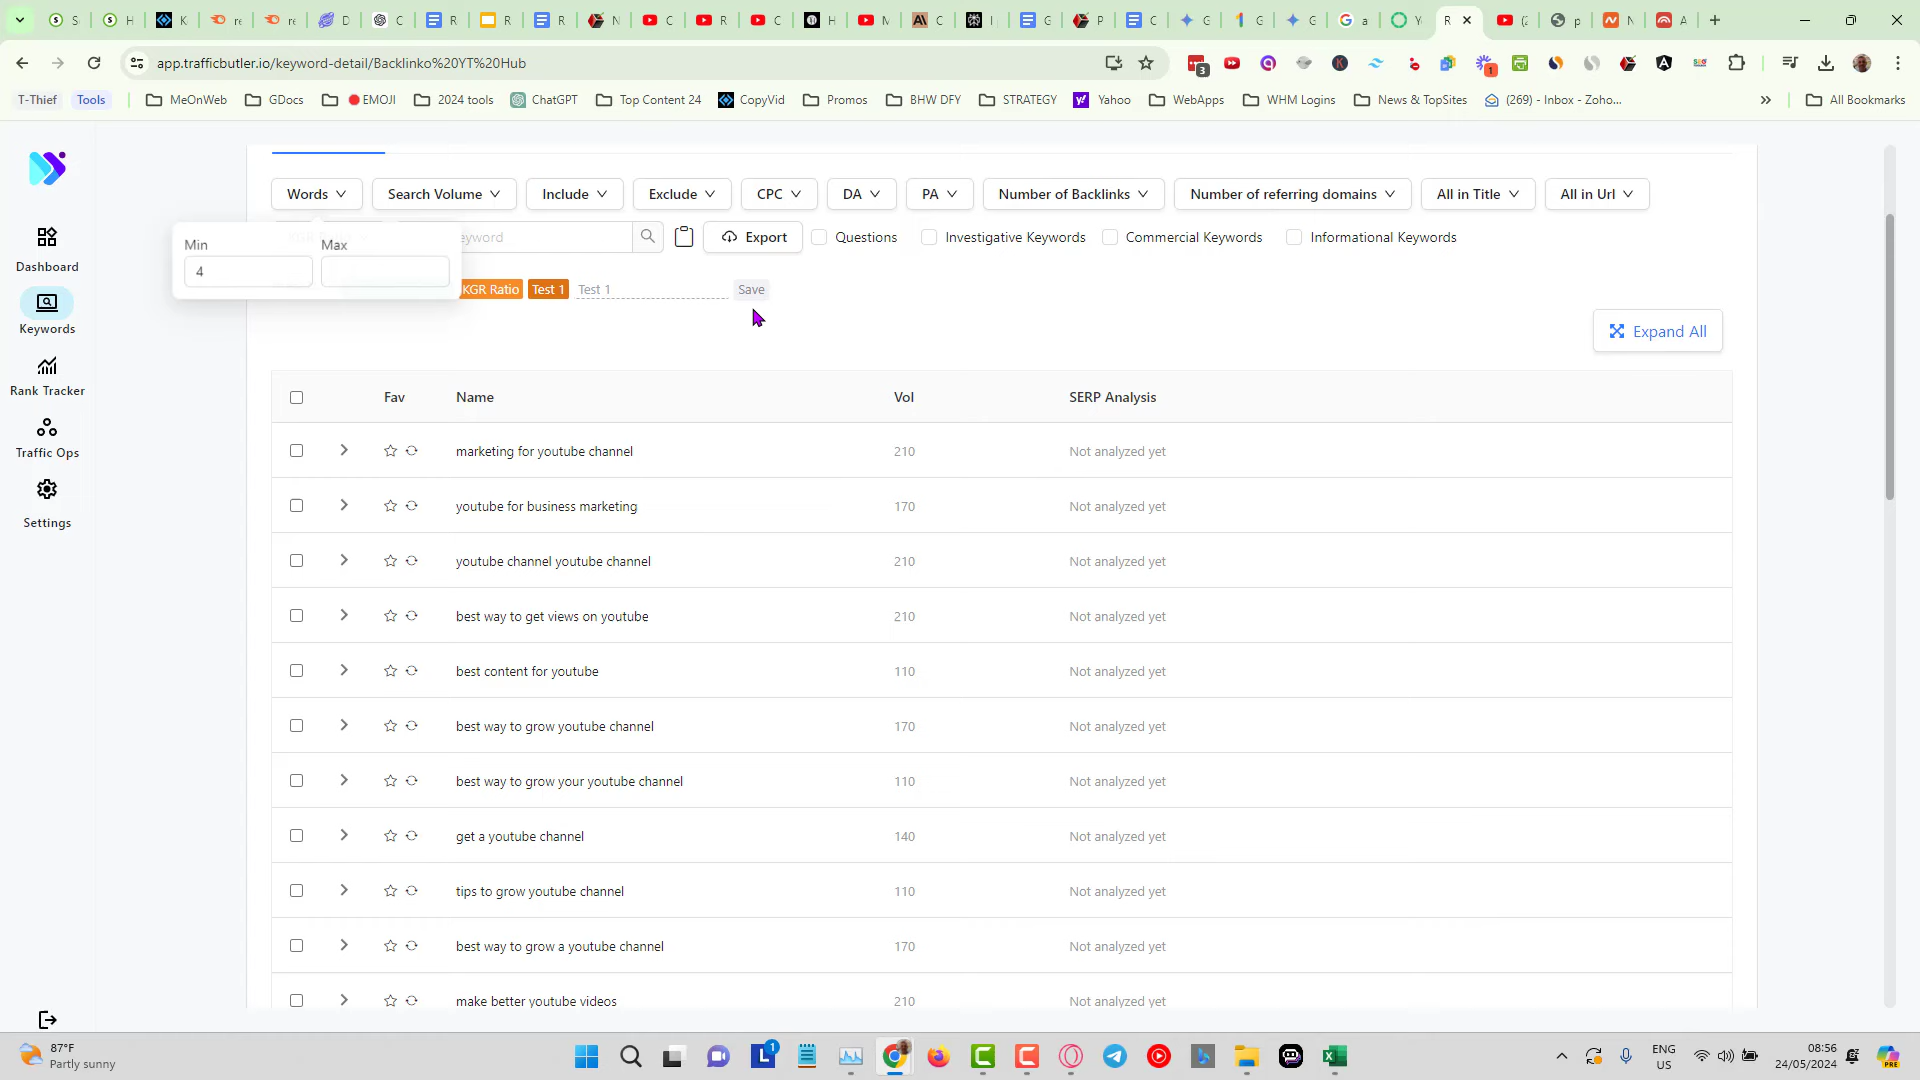 S
H
K
re
re
D
C
R
R
R
N
C
R
C
H
M
C
I
G
P
C
G
G
G
a
Y
R
(2
p
N
A
app.trafficbutler.io/keyword-detail/Backlinko%20YT%20Hub
3
1
T-Thief
Tools
MeOnWeb
GDocs
EMOJI
2024 tools
ChatGPT
Top Content 24
CopyVid
Promos
BHW DFY
STRATEGY
Yahoo
WebApps
WHM Logins
News & TopSites
(269) - Inbox - Zoho...
All Bookmarks
Dashboard
Keywords
Rank Tracker
Traffic Ops
Settings
Words
Search Volume
Include
Exclude
CPC
DA
PA
Number of Backlinks
Number of referring domains
All in Title
All in Url
Min
Max
4
eyword
Export
Questions
Investigative Keywords
Commercial Keywords
Informational Keywords
KGR Ratio
Test 1
Test 1
Save
Expand All
Fav Name Vol SERP Analysis
marketing for youtube channel 210 Not analyzed yet
youtube for business marketing 170 Not analyzed yet
youtube channel youtube channel 210 Not analyzed yet
best way to get views on youtube 210 Not analyzed yet
best content for youtube 110 Not analyzed yet
best way to grow youtube channel 170 Not analyzed yet
best way to grow your youtube channel 110 Not analyzed yet
get a youtube channel 140 Not analyzed yet
tips to grow youtube channel 110 Not analyzed yet
best way to grow a youtube channel 170 Not analyzed yet
make better youtube videos 210 Not analyzed yet
87°F
Partly sunny
1
ENG
US
08:56
24/05/2024
PRE